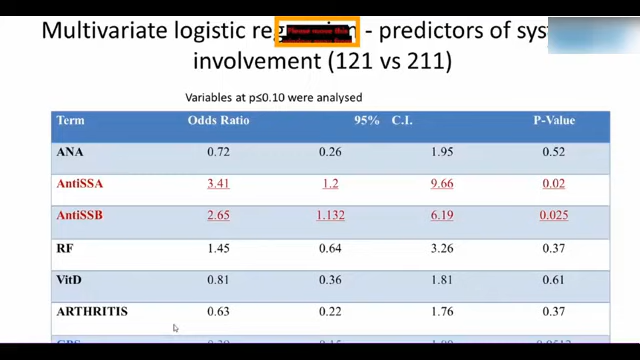 Multivariate logistic - predictors of
involvement (121 vs 211)
Variables at p≤0.10 were analysed
Term Odds Ratio 95% C.I. P-Value
ANA 0.72 0.26 1.95 0.52
AntiSSA 3.41 1.2 9.66 0.02
AntiSSB 2.65 1.132 6.19 0.025
RF 1.45 0.64 3.26 0.37
VitD 0.81 0.36 1.81 0.61
ARTHRITIS 0.63 0.22 1.76 0.37